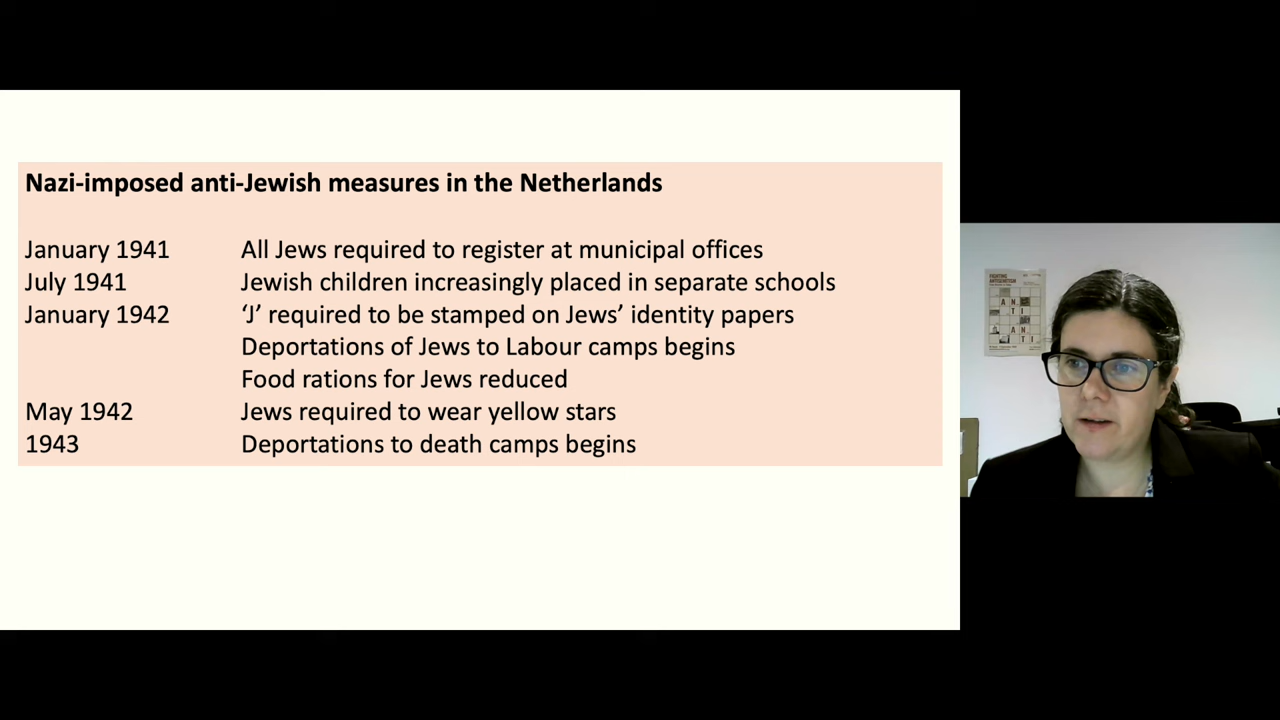 Nazi-imposed anti-Jewish measures in the Netherlands
January 1941 All Jews required to register at municipal offices
July 1941 Jewish children increasingly placed in separate schools
January 1942 ‘J’ required to be stamped on Jews’ identity papers
Deportations of Jews to Labour camps begins
Food rations for Jews reduced
May 1942 Jews required to wear yellow stars
1943 Deportations to death camps begins
FIGHTING
ANTISEMITISM
A N
T I
A N
T I